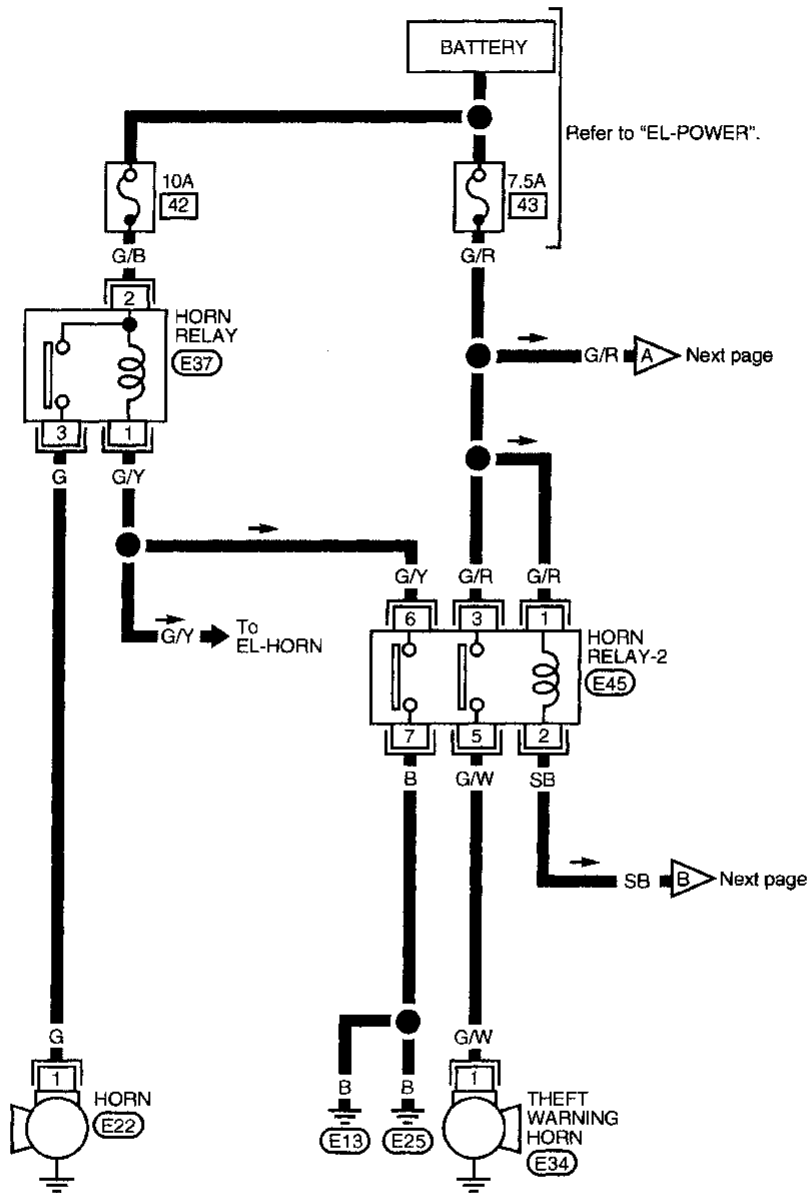 BATTERY
Refer to "EL-POWER".
10A
42
7.5A
43
G/B
G/R
2
HORN
RELAY
E37
G/R
A
Next page
3
1
G
G/Y
G/Y
G/R
G/R
6
3
1
G/Y
To
EL-HORN
HORN
RELAY-2
E45
7
5
2
B
G/W
SB
SB
B
Next page
G
G/W
1
HORN
E22
B
B
E13
E25
1
THEFT
WARNING
HORN
E34